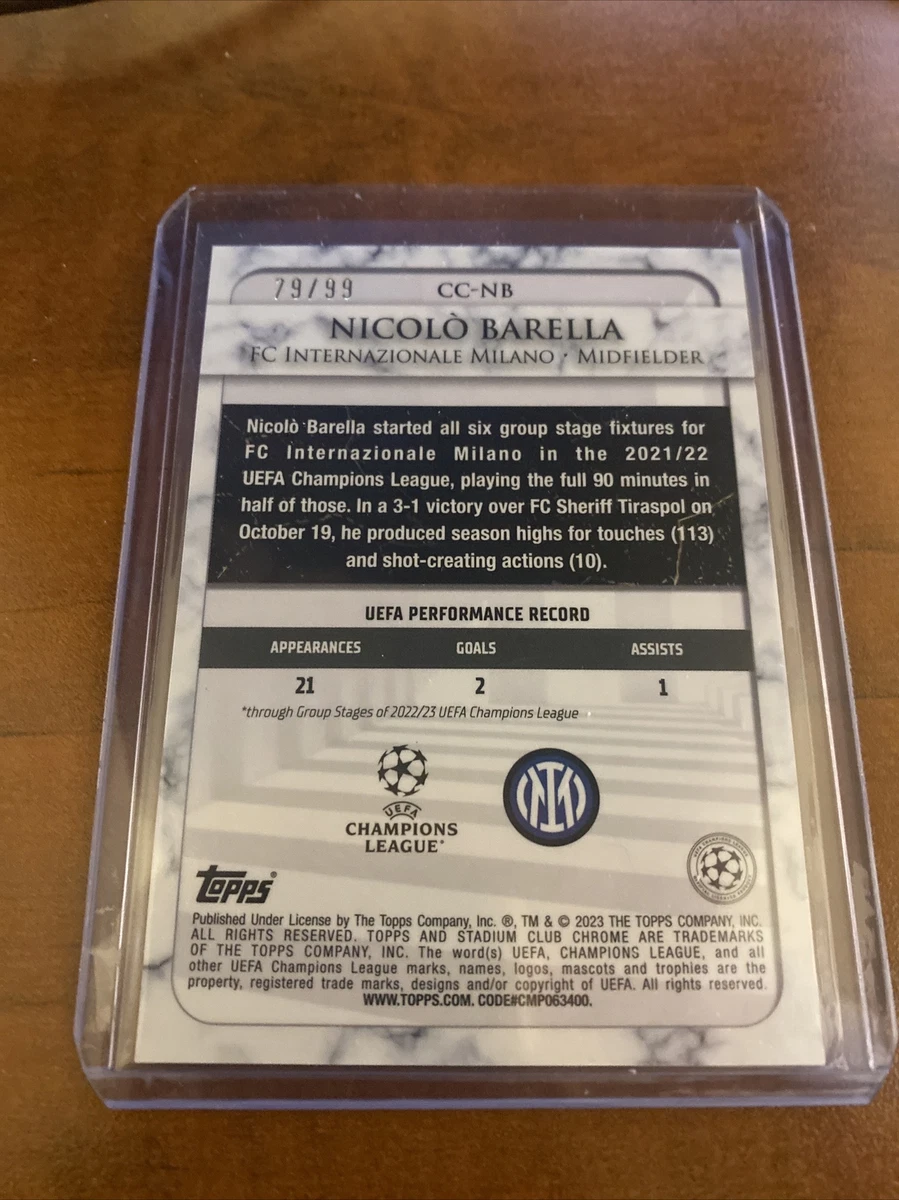 79/99 CC-NB
NICOLÒ BARELLA
FC INTERNAZIONALE MILANO · MIDFIELDER
Nicolò Barella started all six group stage fixtures for
FC Internazionale Milano in the 2021/22
UEFA Champions League, playing the full 90 minutes in
half of those. In a 3-1 victory over FC Sheriff Tiraspol on
October 19, he produced season highs for touches (113)
and shot-creating actions (10).
UEFA PERFORMANCE RECORD
APPEARANCES GOALS ASSISTS
21 2 1
*through Group Stages of 2022/23 UEFA Champions League
UEFA
CHAMPIONS
LEAGUE®
topps®
Published Under License by The Topps Company, Inc. ®, TM & © 2023 THE TOPPS COMPANY, INC.
ALL RIGHTS RESERVED. TOPPS AND STADIUM CLUB CHROME ARE TRADEMARKS
OF THE TOPPS COMPANY, INC. The word(s) UEFA, CHAMPIONS LEAGUE, and all
other UEFA Champions League marks, names, logos, mascots and trophies are the
property, registered trade marks, designs and/or copyright of UEFA. All rights reserved.
WWW.TOPPS.COM. CODE#CMP063400.